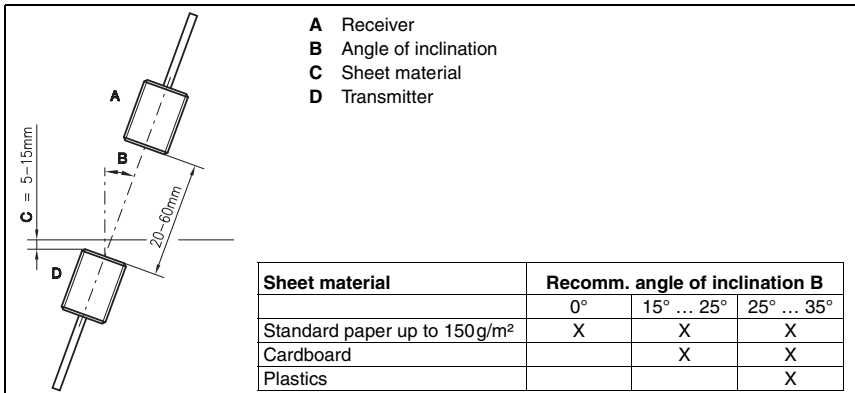 A Receiver
B Angle of inclination
C Sheet material
D Transmitter
A
B
C = 5-15mm
20-60mm
D
Sheet material Recomm. angle of inclination B
0° 15° … 25° 25° … 35°
Standard paper up to 150g/m² X X X
Cardboard X X
Plastics X